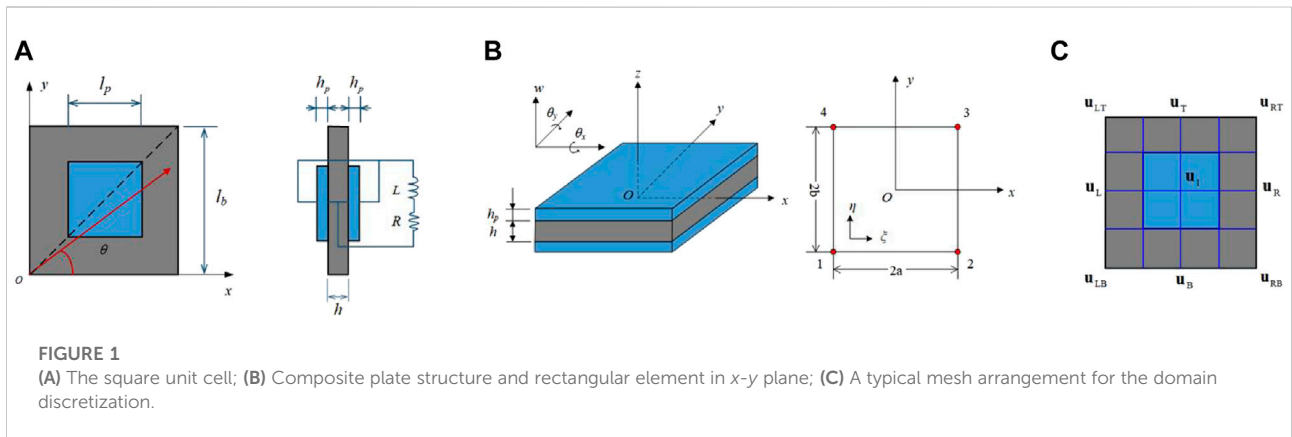 A
y
l_p
l_b
θ
o
x
h_p
h_p
L
R
h
B
z
w
y
θ_y
θ_x
O
x
h_p
h
y
4
3
2b
O
x
η
ξ
1
2
2a
C
u_LT
u_T
u_RT
u_L
u_I
u_R
u_LB
u_B
u_RB
FIGURE 1
(A) The square unit cell; (B) Composite plate structure and rectangular element in x-y plane; (C) A typical mesh arrangement for the domain
discretization.